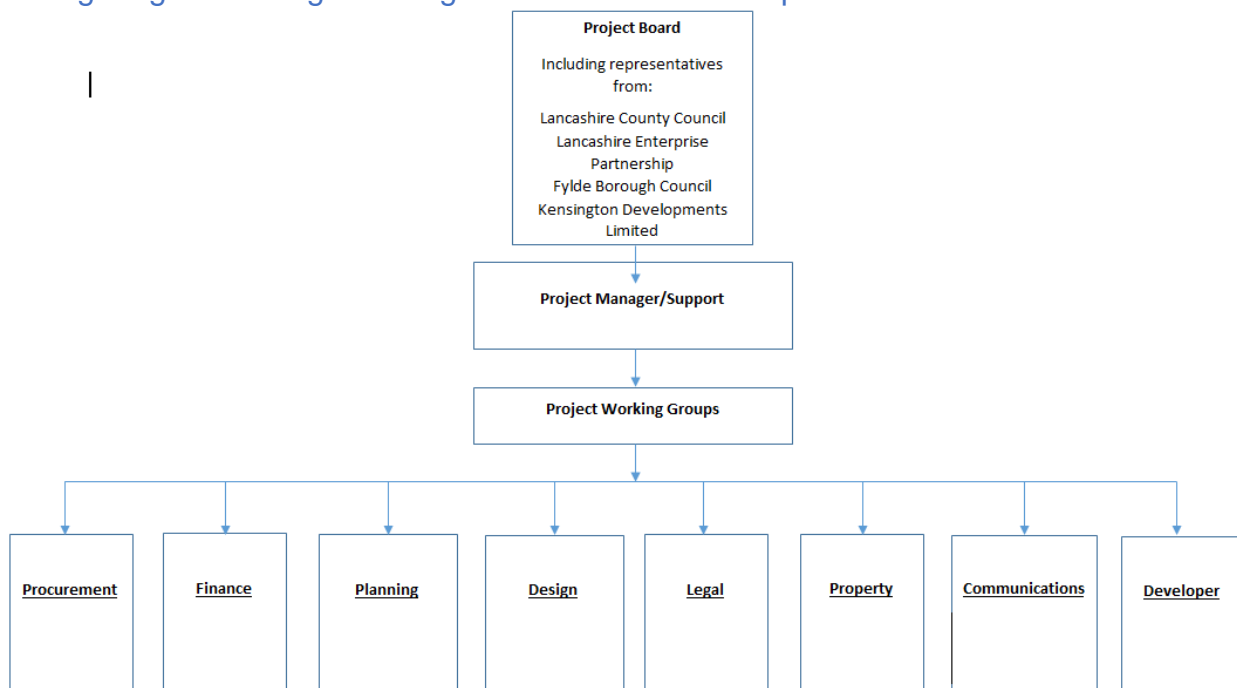 Project Board
Including representatives
from:
Lancashire County Council
Lancashire Enterprise
Partnership
Fylde Borough Council
Kensington Developments
Limited
Project Manager/Support
Project Working Groups
Procurement
Finance
Planning
Design
Legal
Property
Communications
Developer